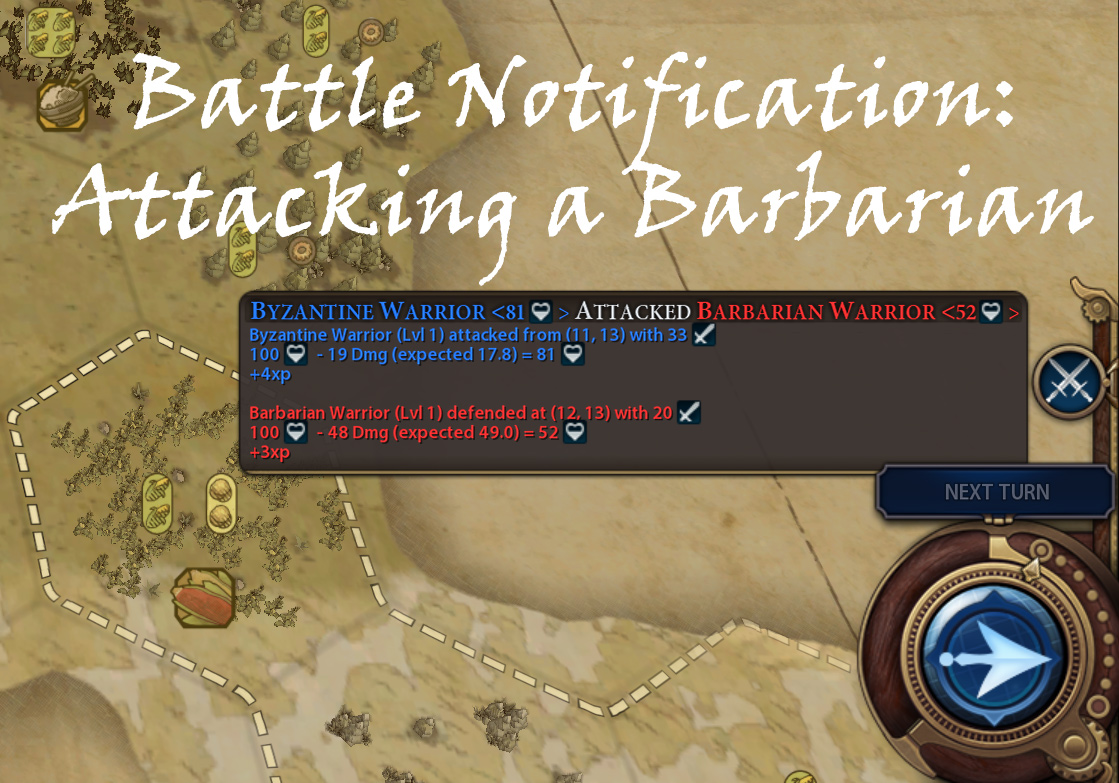 Battle Notification:
Attacking a Barbarian
BYZANTINE WARRIOR <81 > ATTACKED BARBARIAN WARRIOR <52 >
Byzantine Warrior (Lvl 1) attacked from (11, 13) with 33
100 - 19 Dmg (expected 17.8) = 81
+4xp
Barbarian Warrior (Lvl 1) defended at (12, 13) with 20
100 - 48 Dmg (expected 49.0) = 52
+3xp
NEXT TURN